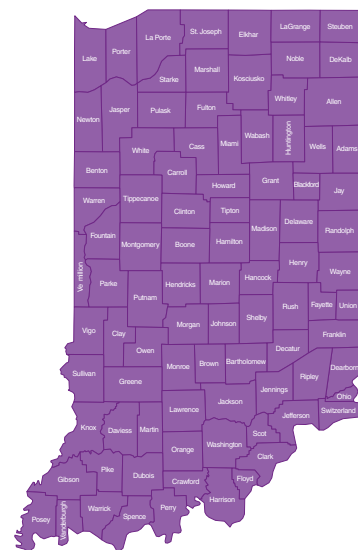 Lake
Porter
La Porte
St. Joseph
Elkhar
LaGrange
Steuben
Noble
DeKalb
Starke
Marshall
Kosciusko
Whitley
Allen
Newton
Jasper
Pulask
Fulton
White
Cass
Miami
Wabash
Huntington
Wells
Adams
Benton
Carroll
Howard
Grant
Blackford
Jay
Warren
Tippecanoe
Clinton
Tipton
Madison
Delaware
Randolph
Fountain
Montgomery
Boone
Hamilton
Henry
Wayne
Ve million
Parke
Putnam
Hendricks
Marion
Hancock
Rush
Fayette
Union
Vigo
Clay
Owen
Morgan
Johnson
Shelby
Franklin
Decatur
Sullivan
Greene
Monroe
Brown
Bartholomew
Jennings
Ripley
Dearborn
Ohio
Switzerland
Jefferson
Knox
Daviess
Martin
Lawrence
Jackson
Scot
Orange
Washington
Clark
Gibson
Pike
Dubois
Crawford
Floyd
Harrison
Posey
Vanderburgh
Warrick
Spence
Perry